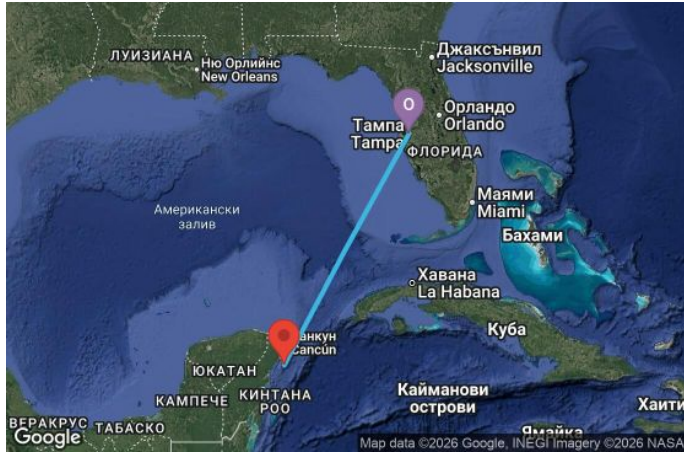 ЛУИЗИАНА
Ню Орлийнс
New Orleans
Джаксънвил
Jacksonville
O
Орландо
Orlando
Тампа
Tampa
ФЛОРИДА
Маями
Miami
Американски
залив
Бахами
Хавана
La Habana
Куба
анкун
Cancún
ЮКАТАН
КАМПЕЧЕ
КИНТАНА
РОО
Кайманови
острови
Хаити
ВЕРАКРУС
ТАБАСКО
Ямайка
Google
Map data ©2026 Google, INEGI Imagery ©2026 NASA